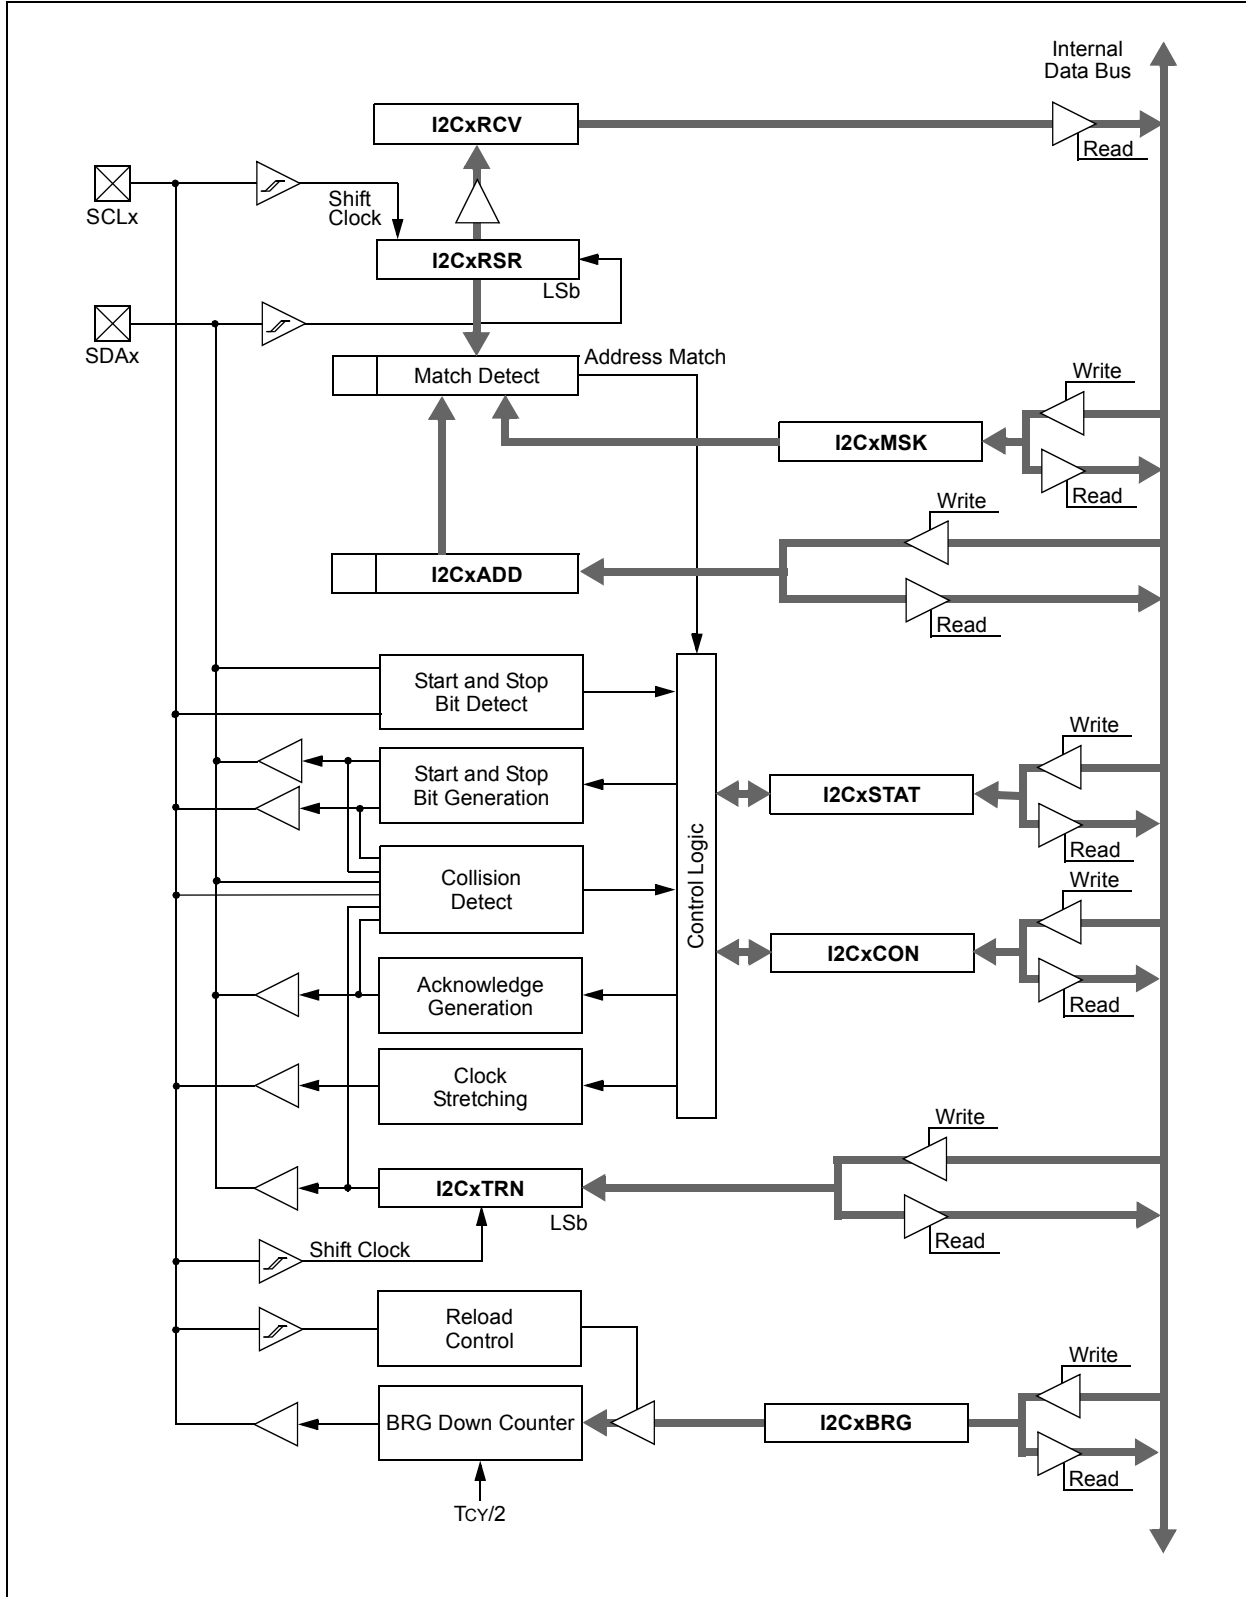 Internal
Data Bus
I2CxRCV
Read
SCLx
Shift
Clock
I2CxRSR
LSb
SDAx
Address Match
Match Detect
Write
I2CxMSK
Read
Write
I2CxADD
Read
Start and Stop
Bit Detect
Write
Start and Stop
Bit Generation
I2CxSTAT
Read
Control Logic
Collision
Detect
Write
I2CxCON
Read
Acknowledge
Generation
Clock
Stretching
Write
I2CxTRN
LSb
Read
Shift Clock
Reload
Control
Write
BRG Down Counter
I2CxBRG
Read
TCY/2